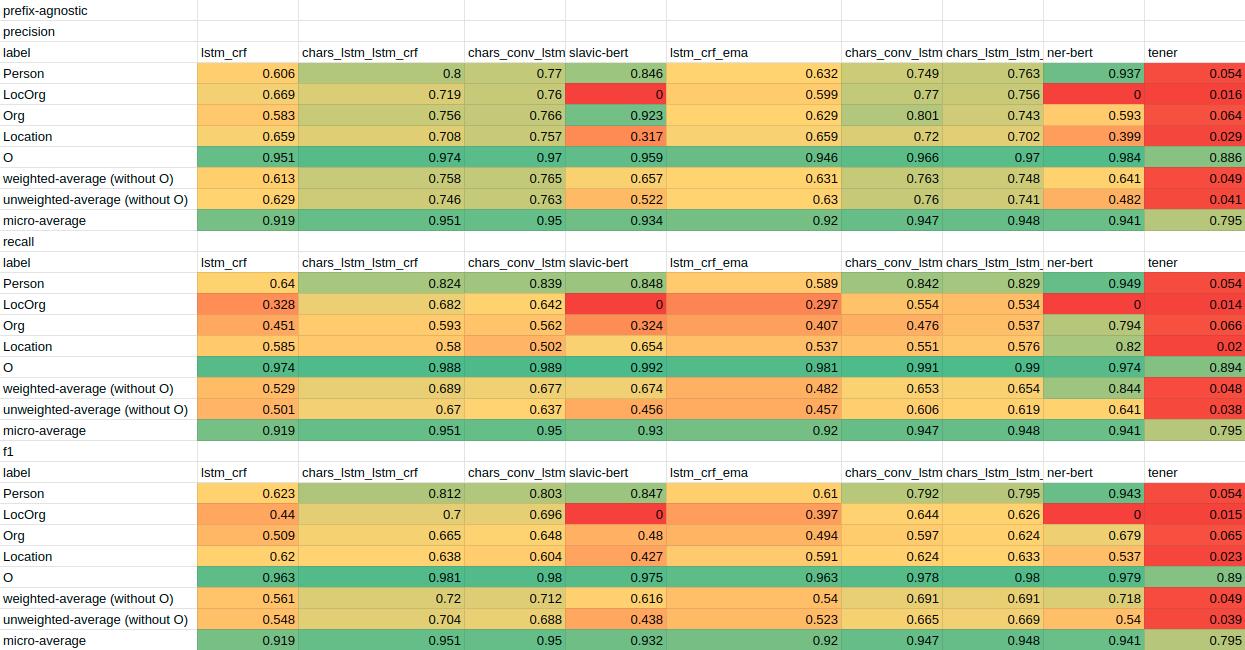 prefix-agnostic
precision
label lstm_crf chars_lstm_lstm_crf chars_conv_lstm slavic-bert lstm_crf_ema chars_conv_lstm chars_lstm_lstm_ ner-bert tener
Person 0.606 0.8 0.77 0.846 0.632 0.749 0.763 0.937 0.054
LocOrg 0.669 0.719 0.76 0 0.599 0.77 0.756 0 0.016
Org 0.583 0.756 0.766 0.923 0.629 0.801 0.743 0.593 0.064
Location 0.659 0.708 0.757 0.317 0.659 0.72 0.702 0.399 0.029
O 0.951 0.974 0.97 0.959 0.946 0.966 0.97 0.984 0.886
weighted-average (without O) 0.613 0.758 0.765 0.657 0.631 0.763 0.748 0.641 0.049
unweighted-average (without O) 0.629 0.746 0.763 0.522 0.63 0.76 0.741 0.482 0.041
micro-average 0.919 0.951 0.95 0.934 0.92 0.947 0.948 0.941 0.795
recall
label lstm_crf chars_lstm_lstm_crf chars_conv_lstm slavic-bert lstm_crf_ema chars_conv_lstm chars_lstm_lstm_ ner-bert tener
Person 0.64 0.824 0.839 0.848 0.589 0.842 0.829 0.949 0.054
LocOrg 0.328 0.682 0.642 0 0.297 0.554 0.534 0 0.014
Org 0.451 0.593 0.562 0.324 0.407 0.476 0.537 0.794 0.066
Location 0.585 0.58 0.502 0.654 0.537 0.551 0.576 0.82 0.02
O 0.974 0.988 0.989 0.992 0.981 0.991 0.99 0.974 0.894
weighted-average (without O) 0.529 0.689 0.677 0.674 0.482 0.653 0.654 0.844 0.048
unweighted-average (without O) 0.501 0.67 0.637 0.456 0.457 0.606 0.619 0.641 0.038
micro-average 0.919 0.951 0.95 0.93 0.92 0.947 0.948 0.941 0.795
f1
label lstm_crf chars_lstm_lstm_crf chars_conv_lstm slavic-bert lstm_crf_ema chars_conv_lstm chars_lstm_lstm_ ner-bert tener
Person 0.623 0.812 0.803 0.847 0.61 0.792 0.795 0.943 0.054
LocOrg 0.44 0.7 0.696 0 0.397 0.644 0.626 0 0.015
Org 0.509 0.665 0.648 0.48 0.494 0.597 0.624 0.679 0.065
Location 0.62 0.638 0.604 0.427 0.591 0.624 0.633 0.537 0.023
O 0.963 0.981 0.98 0.975 0.963 0.978 0.98 0.979 0.89
weighted-average (without O) 0.561 0.72 0.712 0.616 0.54 0.691 0.691 0.718 0.049
unweighted-average (without O) 0.548 0.704 0.688 0.438 0.523 0.665 0.669 0.54 0.039
micro-average 0.919 0.951 0.95 0.932 0.92 0.947 0.948 0.941 0.795